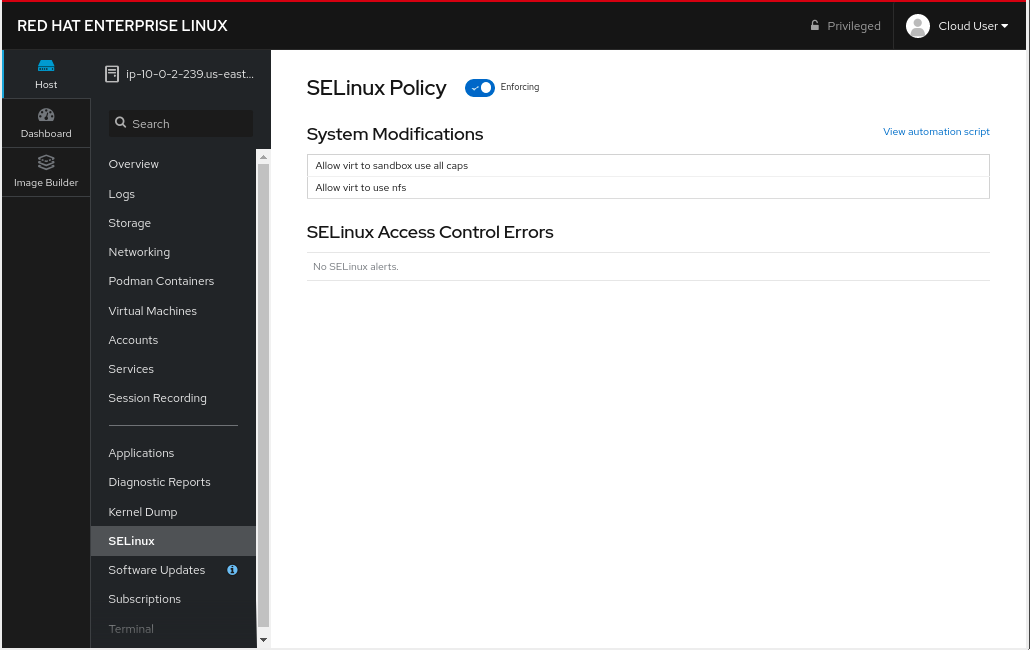 RED HAT ENTERPRISE LINUX
Privileged
Cloud User
Host
Dashboard
Image Builder
ip-10-0-2-239.us-east...
Search
Overview
Logs
Storage
Networking
Podman Containers
Virtual Machines
Accounts
Services
Session Recording
Applications
Diagnostic Reports
Kernel Dump
SELinux
Software Updates
Subscriptions
Terminal
SELinux Policy
Enforcing
System Modifications
View automation script
Allow virt to sandbox use all caps
Allow virt to use nfs
SELinux Access Control Errors
No SELinux alerts.